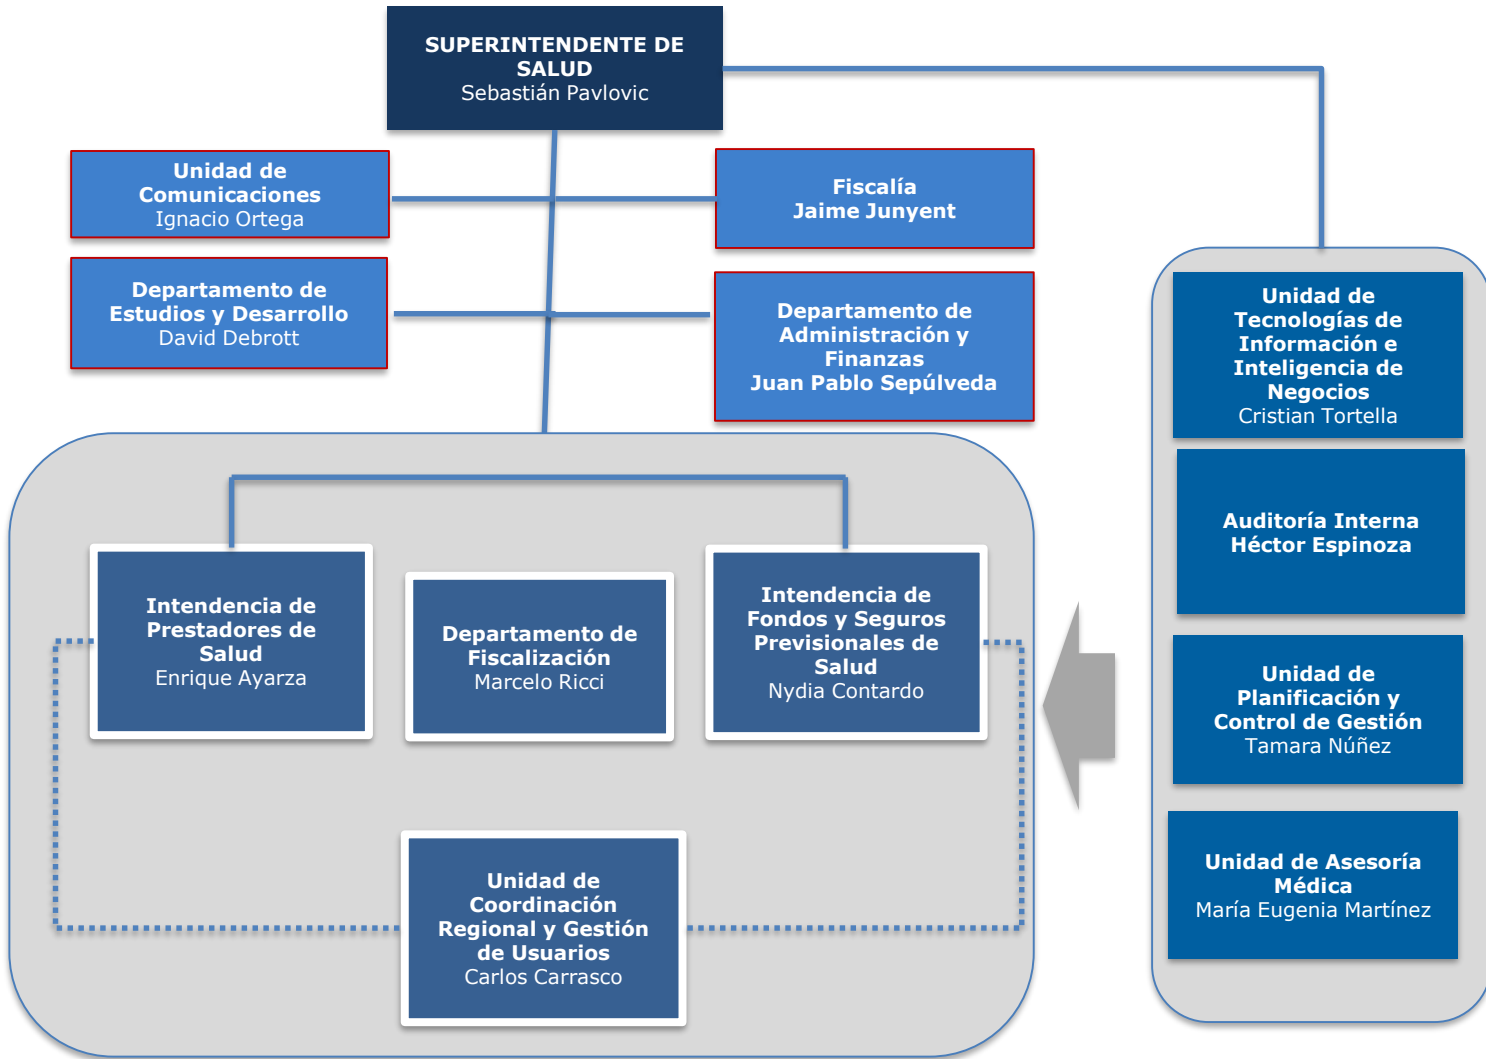 SUPERINTENDENTE DE
SALUD
Sebastián Pavlovic
Unidad de
Comunicaciones
Ignacio Ortega
Fiscalía
Jaime Junyent
Departamento de
Estudios y Desarrollo
David Debrott
Departamento de
Administración y
Finanzas
Juan Pablo Sepúlveda
Unidad de
Tecnologías de
Información e
Inteligencia de
Negocios
Cristian Tortella
Auditoría Interna
Héctor Espinoza
Unidad de
Planificación y
Control de Gestión
Tamara Núñez
Unidad de Asesoría
Médica
María Eugenia Martínez
Intendencia de
Prestadores de
Salud
Enrique Ayarza
Departamento de
Fiscalización
Marcelo Ricci
Intendencia de
Fondos y Seguros
Previsionales de
Salud
Nydia Contardo
Unidad de
Coordinación
Regional y Gestión
de Usuarios
Carlos Carrasco